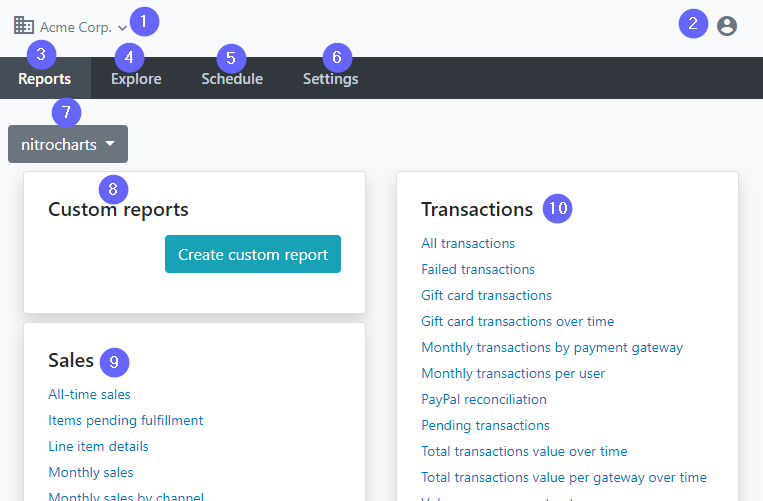 Acme Corp. 1
2
3 4 5 6
Reports Explore Schedule Settings
7
nitrocharts
8
Custom reports
Create custom report
Sales 9
All-time sales
Items pending fulfillment
Line item details
Monthly sales
Monthly sales by channel
Transactions 10
All transactions
Failed transactions
Gift card transactions
Gift card transactions over time
Monthly transactions by payment gateway
Monthly transactions per user
PayPal reconciliation
Pending transactions
Total transactions value over time
Total transactions value per gateway over time